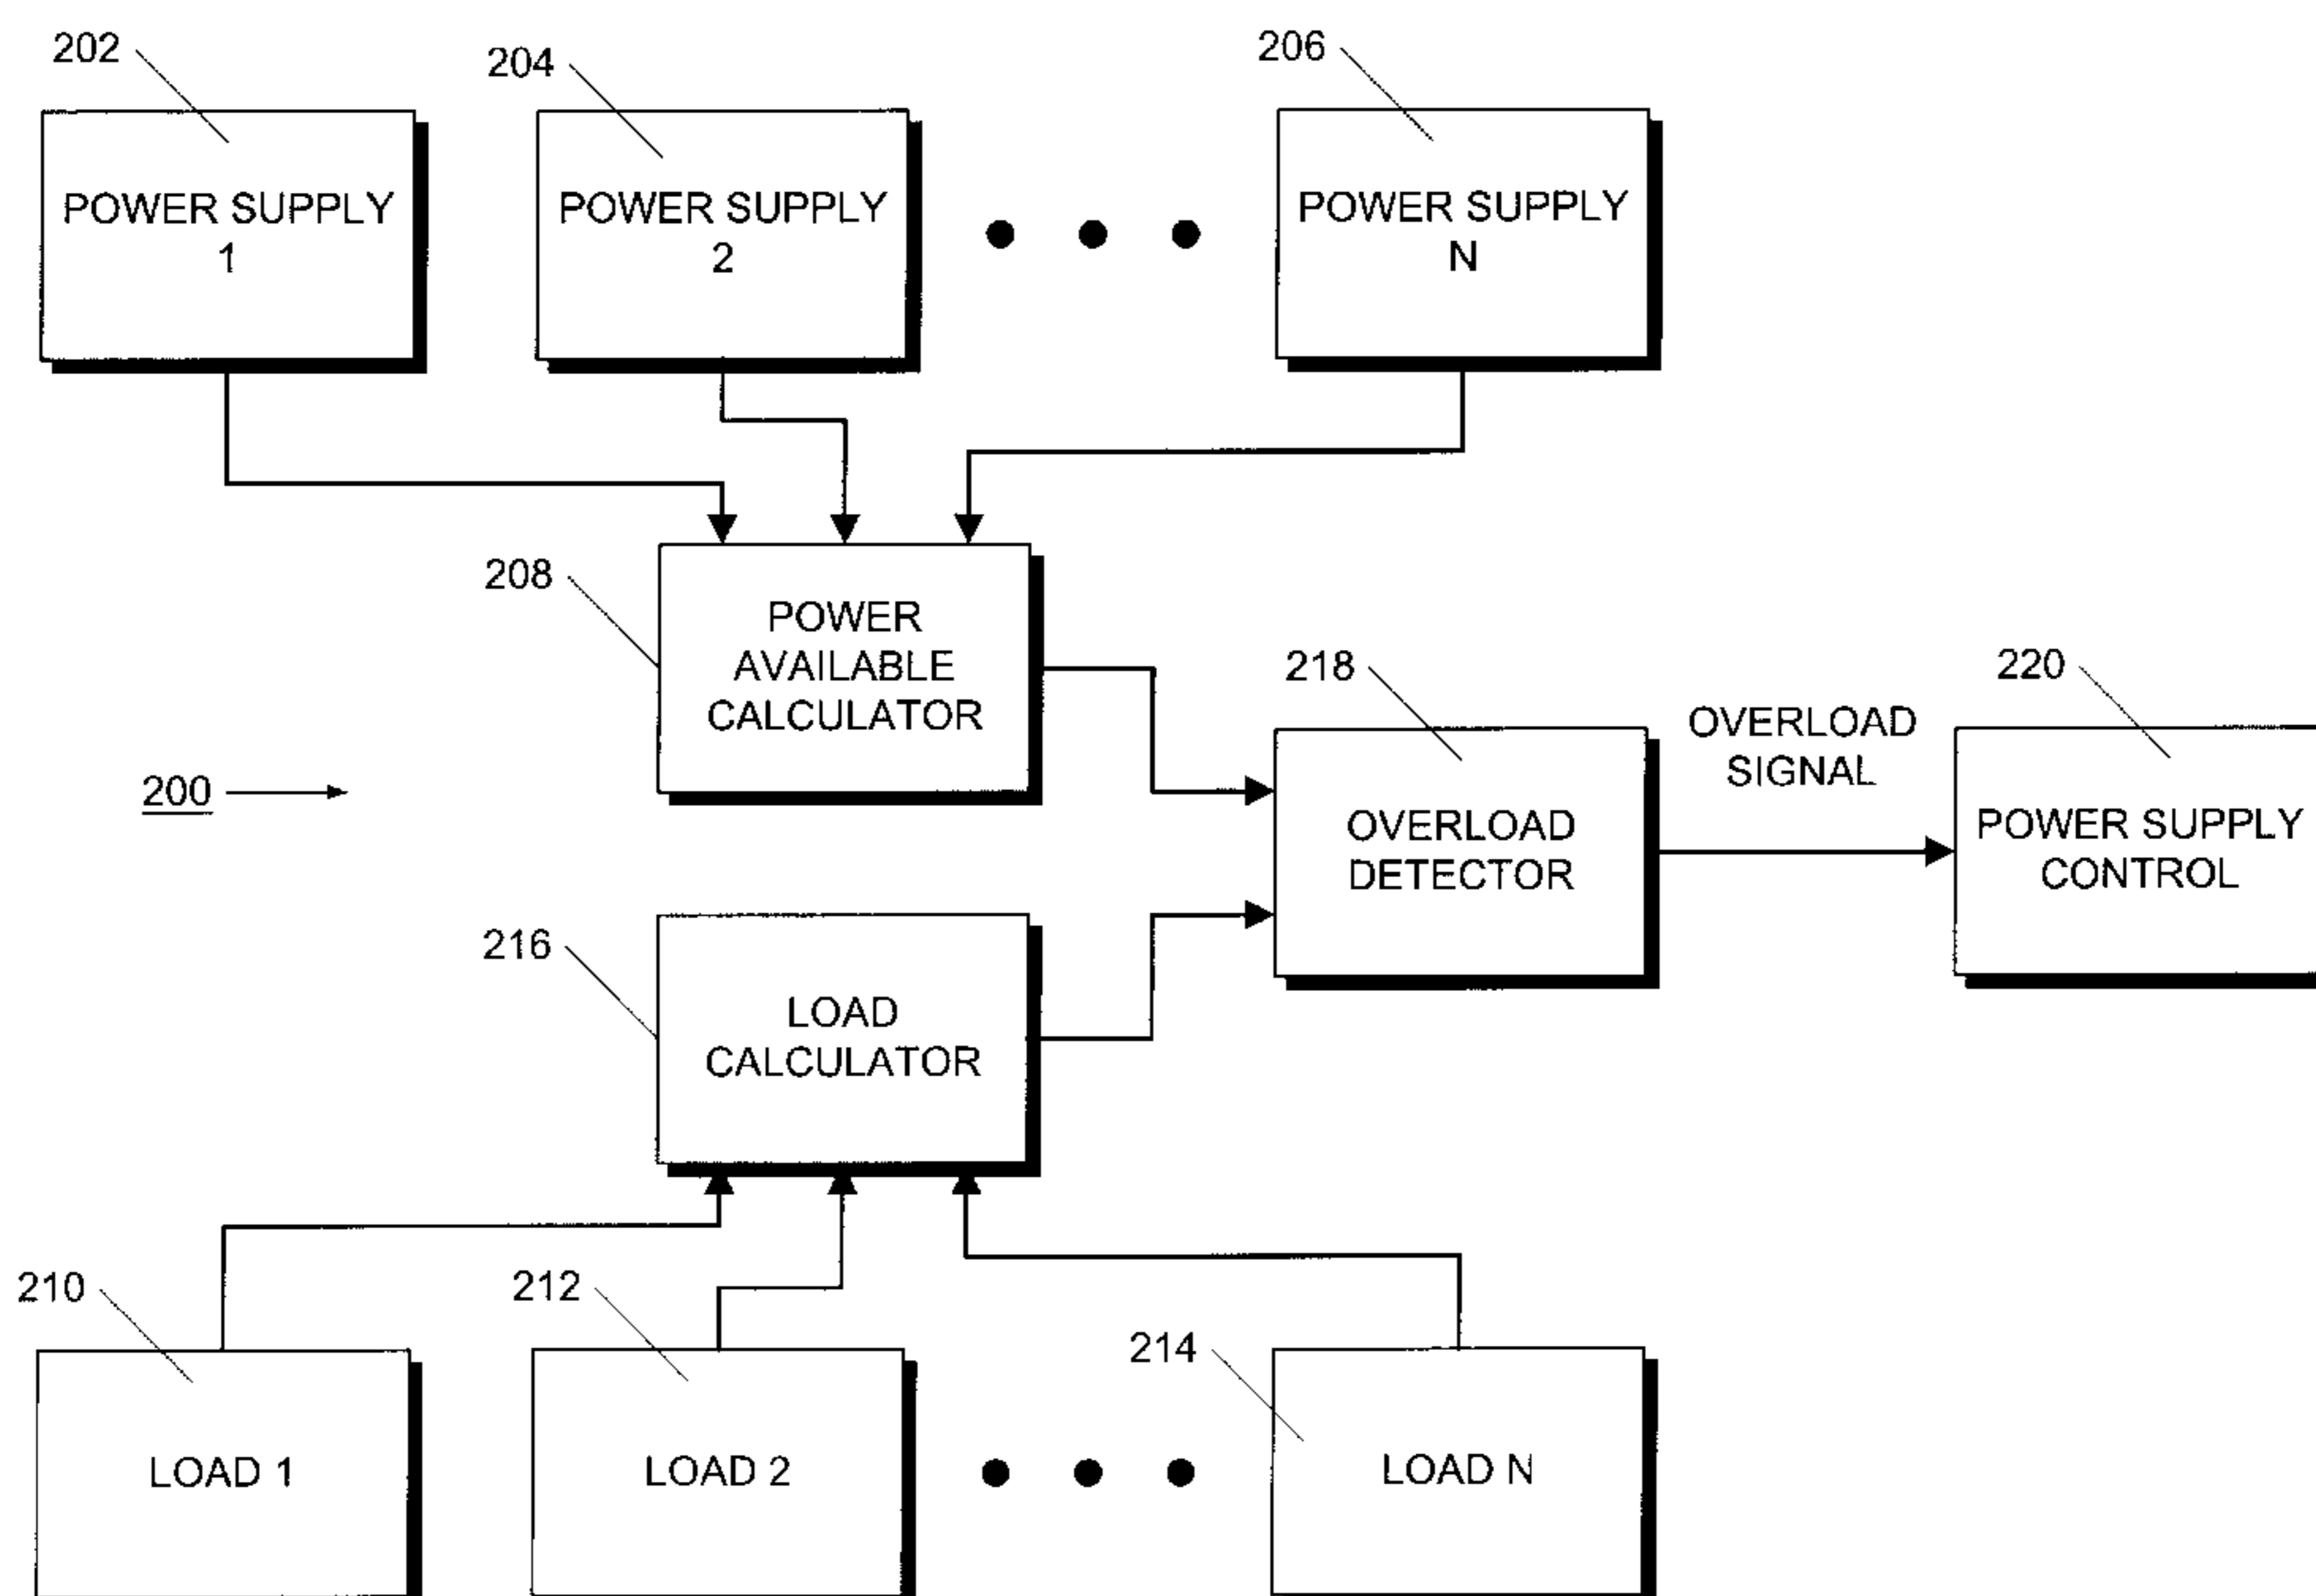 202
204
206
POWER SUPPLY
1
POWER SUPPLY
2
POWER SUPPLY
N
208
POWER
AVAILABLE
CALCULATOR
218
220
OVERLOAD
SIGNAL
200
OVERLOAD
DETECTOR
POWER SUPPLY
CONTROL
216
LOAD
CALCULATOR
210
212
214
LOAD 1
LOAD 2
LOAD N